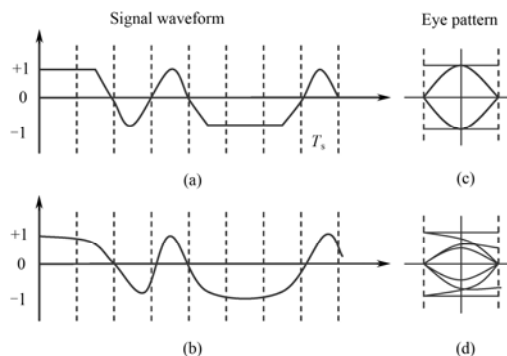 Signal waveform
Eye pattern
+1
0
−1
T_s
(a)
(c)
+1
0
−1
(b)
(d)